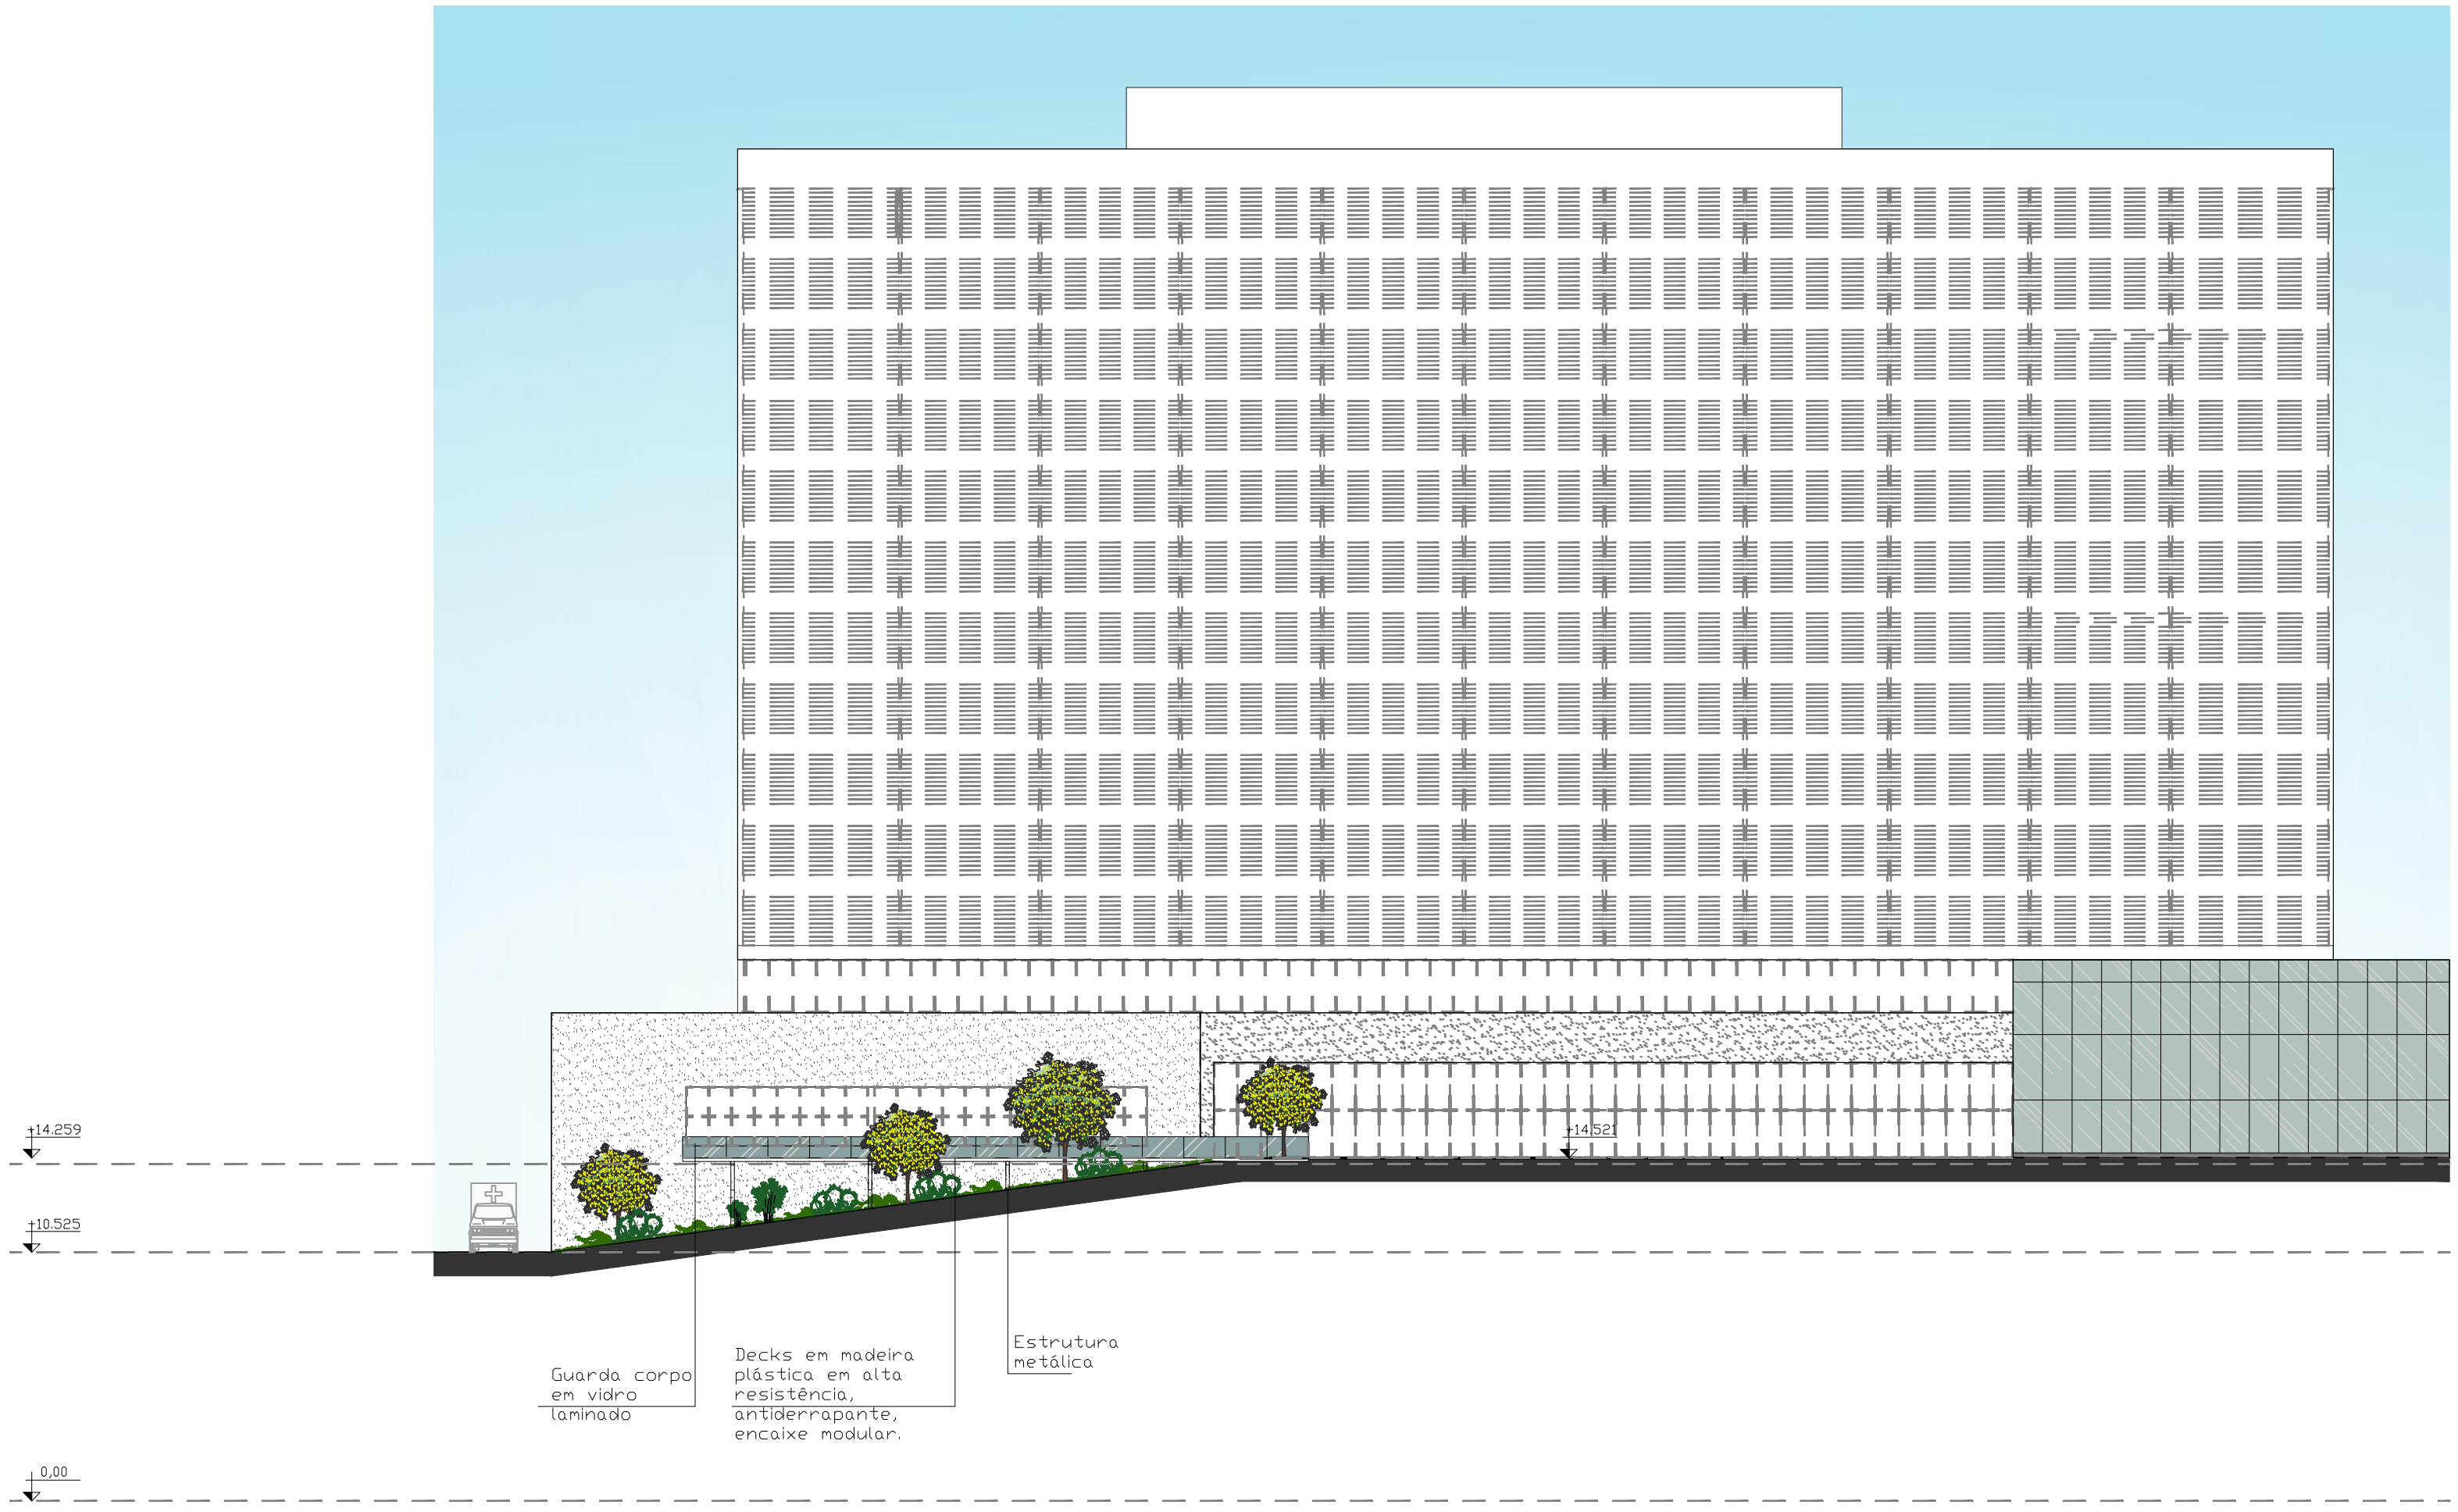 +14.259
+14.521
+10.525
Estrutura
metálica
Decks em madeira
plástica em alta
resistência,
antiderrapante,
encaixe modular.
Guarda corpo
em vidro
laminado
0,00